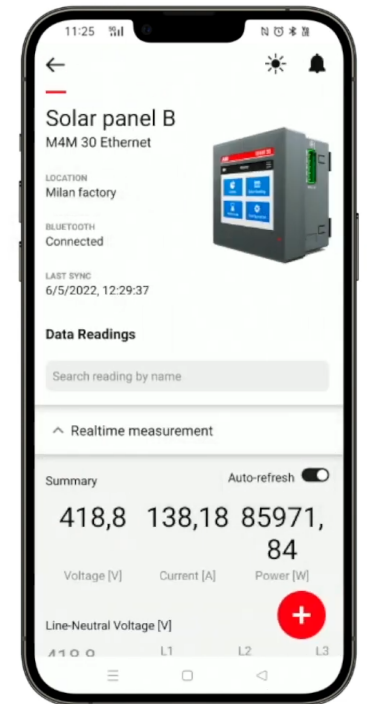 11:25
Solar panel B
M4M 30 Ethernet
LOCATION
Milan factory
BLUETOOTH
Connected
LAST SYNC
6/5/2022, 12:29:37
Data Readings
Search reading by name
Realtime measurement
Summary
Auto-refresh
418,8 138,18 85971,
84
Voltage [V] Current [A] Power [W]
Line-Neutral Voltage [V]
L1 L2 L3